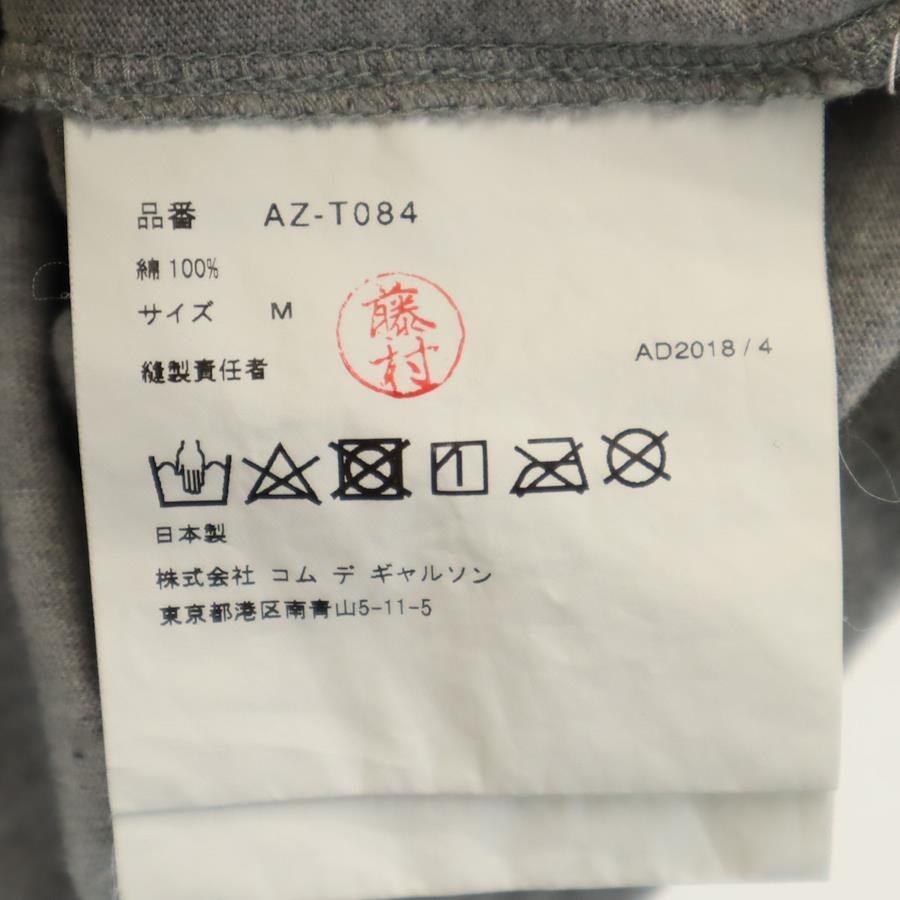 品番 AZ-T084
綿 100%
サイズ M
藤村
縫製責任者
AD2018/4
日本製
株式会社 コム デ ギャルソン
東京都港区南青山5-11-5